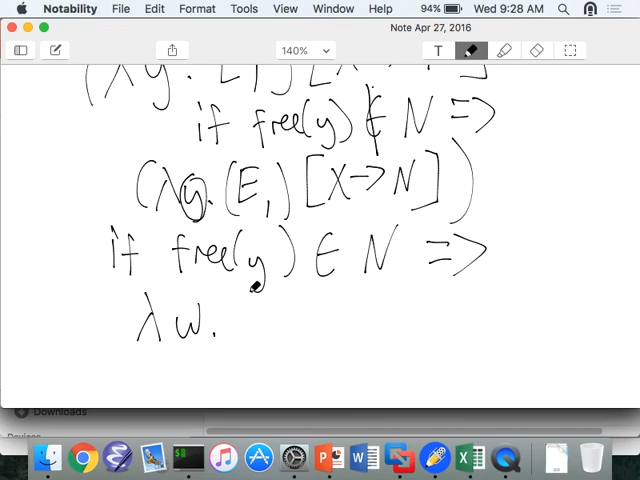 Notability File Edit Format Tools View Window Help 94% Wed 9:28 AM
Note Apr 27, 2016
140% T
if free(y) ∉ N =>
(λy.(E₁)[X->N])
if free(y) ∈ N =>
λw.
Downloads
Devices